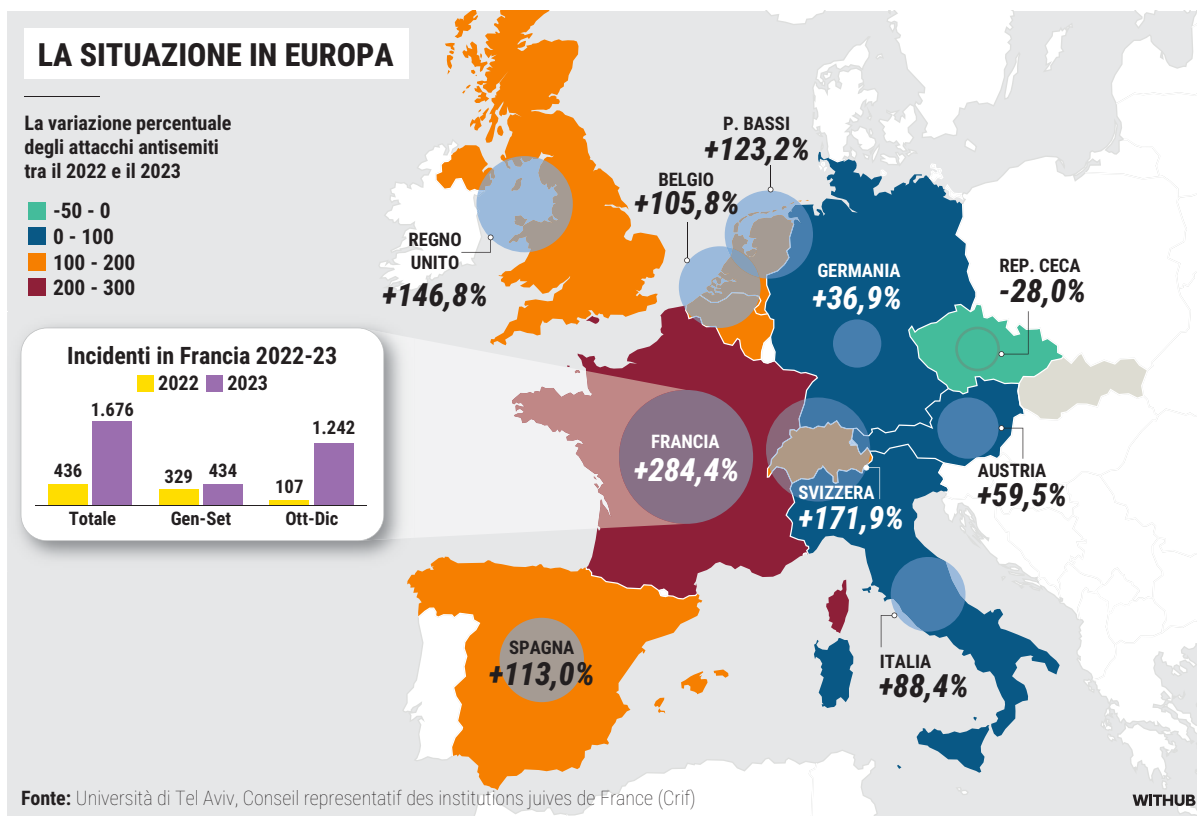 LA SITUAZIONE IN EUROPA
La variazione percentuale
degli attacchi antisemiti
tra il 2022 e il 2023
-50 - 0
0 - 100
100 - 200
200 - 300
REGNO
UNITO
+146,8%
BELGIO
+105,8%
P. BASSI
+123,2%
GERMANIA
+36,9%
REP. CECA
-28,0%
Incidenti in Francia 2022-23
2022 2023
436 1.676 329 434 107 1.242
Totale Gen-Set Ott-Dic
FRANCIA
+284,4%
SVIZZERA
+171,9%
AUSTRIA
+59,5%
SPAGNA
+113,0%
ITALIA
+88,4%
Fonte: Università di Tel Aviv, Conseil representatif des institutions juives de France (Crif)
WITHUB